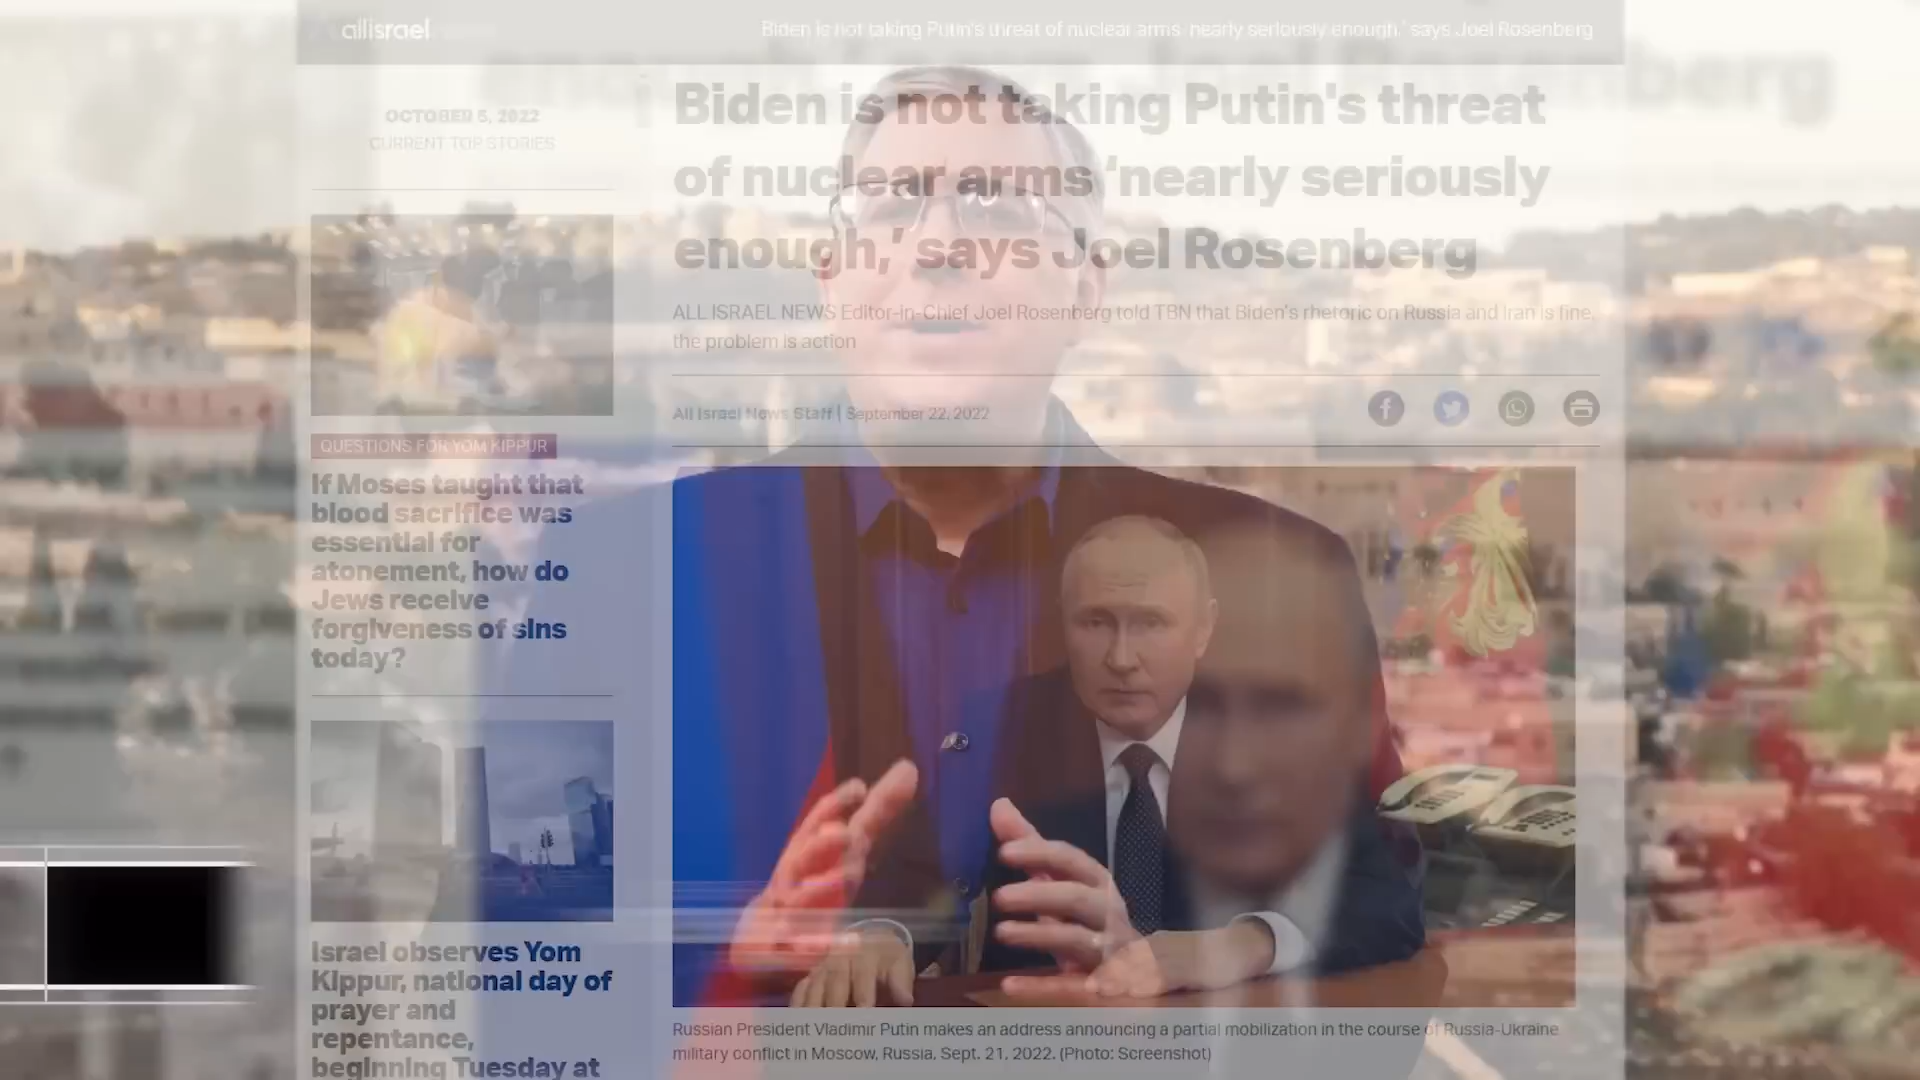 allisrael
Biden is not taking Putin's threat of nuclear arms 'nearly seriously enough,' says Joel Rosenberg
OCTOBER 5, 2022
CURRENT TOP STORIES
QUESTIONS FOR YOM KIPPUR
If Moses taught that
blood sacrifice was
essential for
atonement, how do
Jews receive
forgiveness of sins
today?
Israel observes Yom
Kippur, national day of
prayer and
repentance,
beginning Tuesday at
Biden is not taking Putin's threat
of nuclear arms 'nearly seriously
enough,' says Joel Rosenberg
ALL ISRAEL NEWS Editor-in-Chief Joel Rosenberg told TBN that Biden's rhetoric on Russia and Iran is fine,
the problem is action
All Israel News Staff | September 22, 2022
Russian President Vladimir Putin makes an address announcing a partial mobilization in the course of Russia-Ukraine
military conflict in Moscow, Russia, Sept. 21, 2022. (Photo: Screenshot)